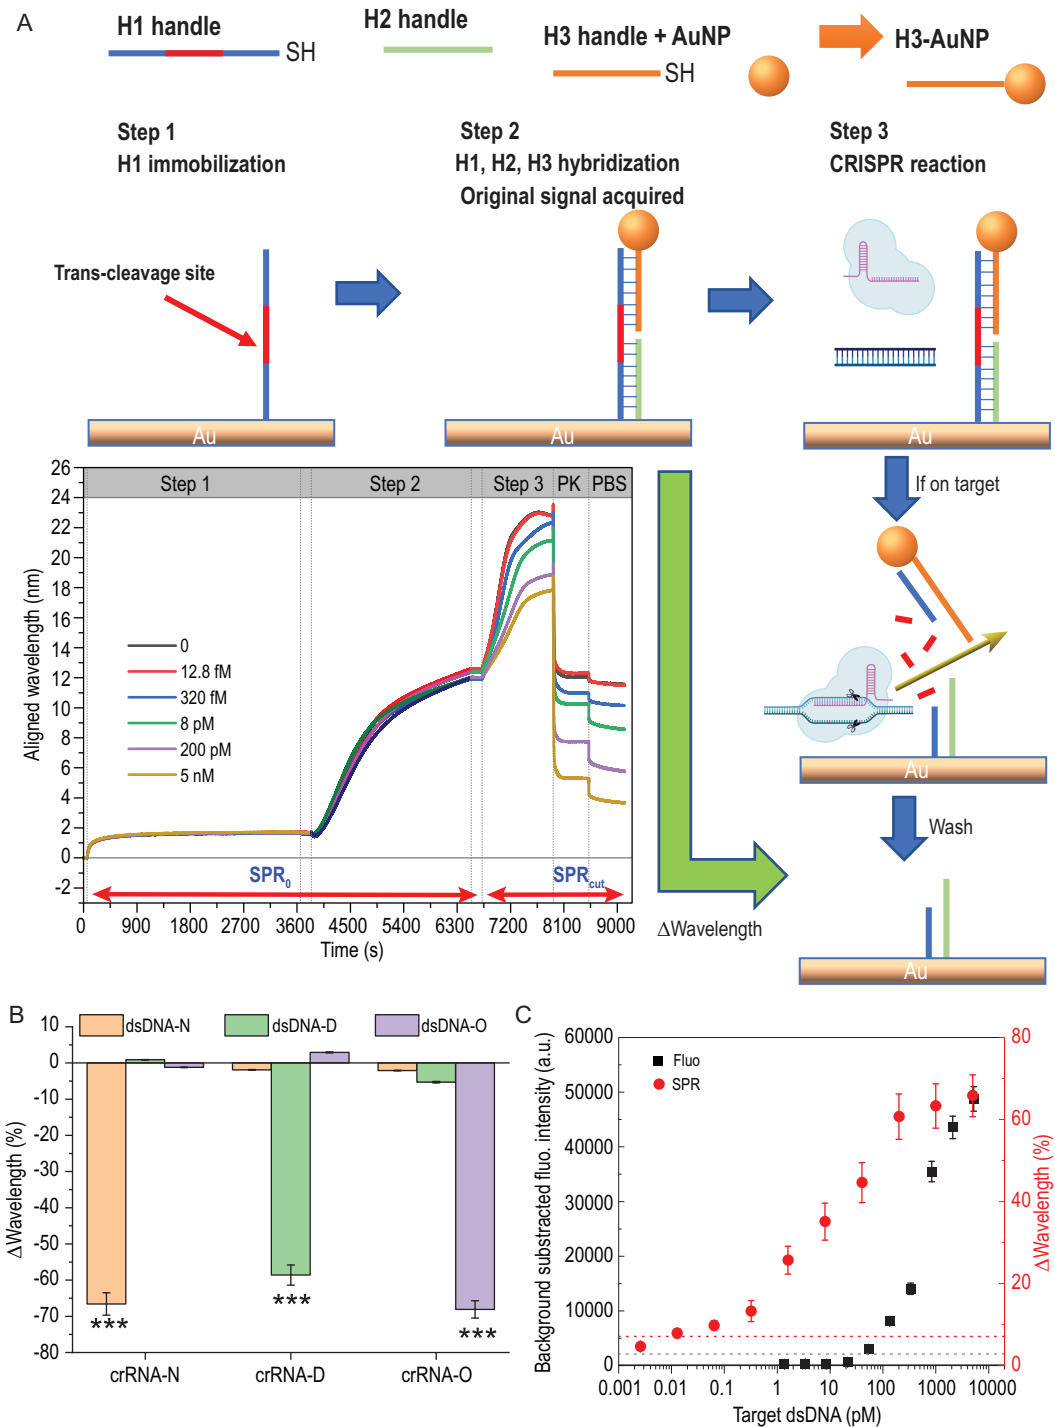 A
H1 handle
SH
H2 handle
H3 handle + AuNP
SH
H3-AuNP
Step 1
H1 immobilization
Step 2
H1, H2, H3 hybridization
Original signal acquired
Step 3
CRISPR reaction
Trans-cleavage site
Au
Au
Au
If on target
Au
Wash
Au
ΔWavelength
Step 1
Step 2
Step 3
PK
PBS
Aligned wavelength (nm)
26
24
22
20
18
16
14
12
10
8
6
4
2
0
-2
0
12.8 fM
320 fM
8 pM
200 pM
5 nM
SPR0
SPRcut
0 900 1800 2700 3600 4500 5400 6300 7200 8100 9000
Time (s)
B
dsDNA-N
dsDNA-D
dsDNA-O
ΔWavelength (%)
10
0
-10
-20
-30
-40
-50
-60
-70
-80
***
***
***
crRNA-N
crRNA-D
crRNA-O
C
Fluo
SPR
Background substracted fluo. intensity (a.u.)
60000
50000
40000
30000
20000
10000
0
80
60
40
20
0
ΔWavelength (%)
0.001 0.01 0.1 1 10 100 1000 10000
Target dsDNA (pM)